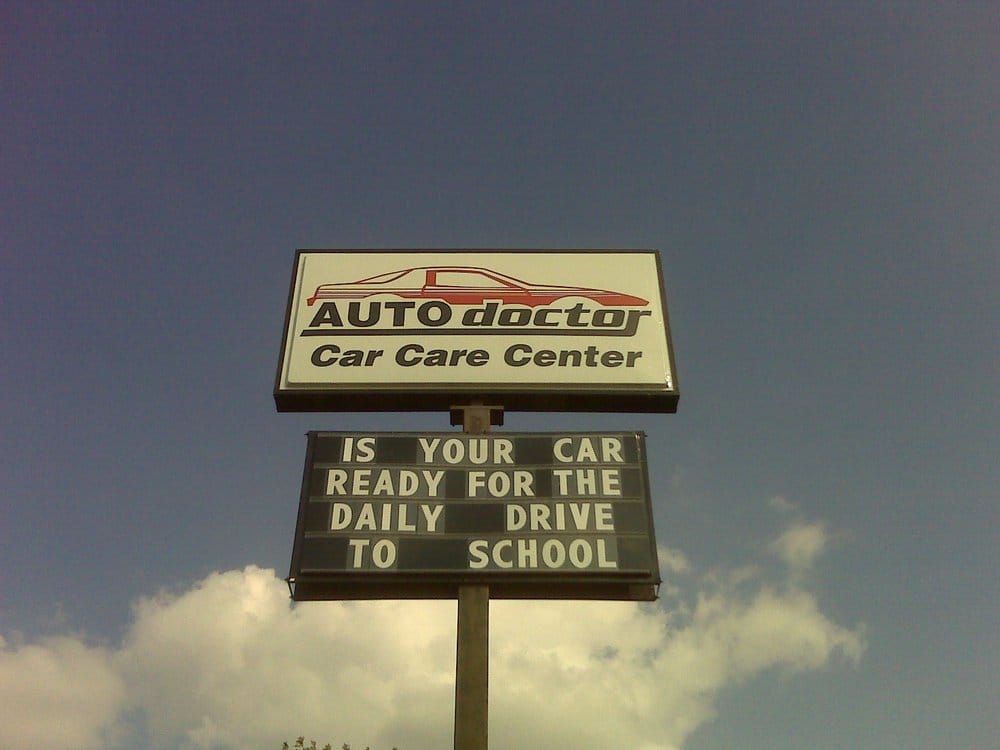 AUTO doctor
Car Care Center
IS YOUR CAR
READY FOR THE
DAILY DRIVE
TO SCHOOL